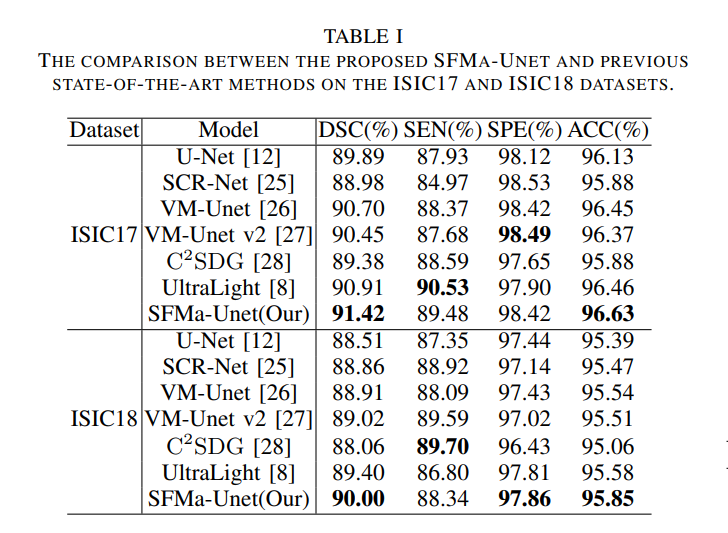 TABLE I
THE COMPARISON BETWEEN THE PROPOSED SFMA-UNET AND PREVIOUS
STATE-OF-THE-ART METHODS ON THE ISIC17 AND ISIC18 DATASETS.
Dataset Model DSC(%) SEN(%) SPE(%) ACC(%)
U-Net [12] 89.89 87.93 98.12 96.13
SCR-Net [25] 88.98 84.97 98.53 95.88
VM-Unet [26] 90.70 88.37 98.42 96.45
ISIC17 VM-Unet v2 [27] 90.45 87.68 98.49 96.37
C²SDG [28] 89.38 88.59 97.65 95.88
UltraLight [8] 90.91 90.53 97.90 96.46
SFMa-Unet(Our) 91.42 89.48 98.42 96.63
U-Net [12] 88.51 87.35 97.44 95.39
SCR-Net [25] 88.86 88.92 97.14 95.47
VM-Unet [26] 88.91 88.09 97.43 95.54
ISIC18 VM-Unet v2 [27] 89.02 89.59 97.02 95.51
C²SDG [28] 88.06 89.70 96.43 95.06
UltraLight [8] 89.40 86.80 97.81 95.58
SFMa-Unet(Our) 90.00 88.34 97.86 95.85